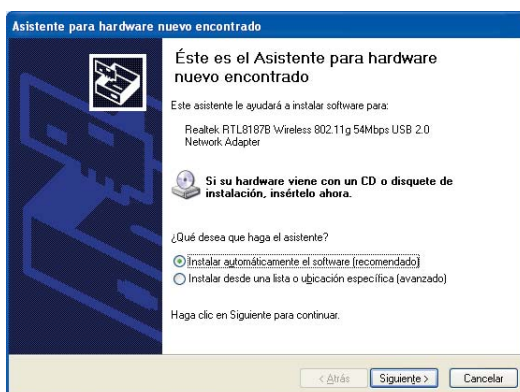 Asistente para hardware nuevo encontrado
Éste es el Asistente para hardware
nuevo encontrado
Este asistente le ayudará a instalar software para:
Realtek RTL8187B Wireless 802.11g 54Mbps USB 2.0
Network Adapter
Si su hardware viene con un CD o disquete de
instalación, insértelo ahora.
¿Qué desea que haga el asistente?
Instalar automáticamente el software (recomendado)
Instalar desde una lista o ubicación específica (avanzado)
Haga clic en Siguiente para continuar.
< Atrás
Siguiente >
Cancelar